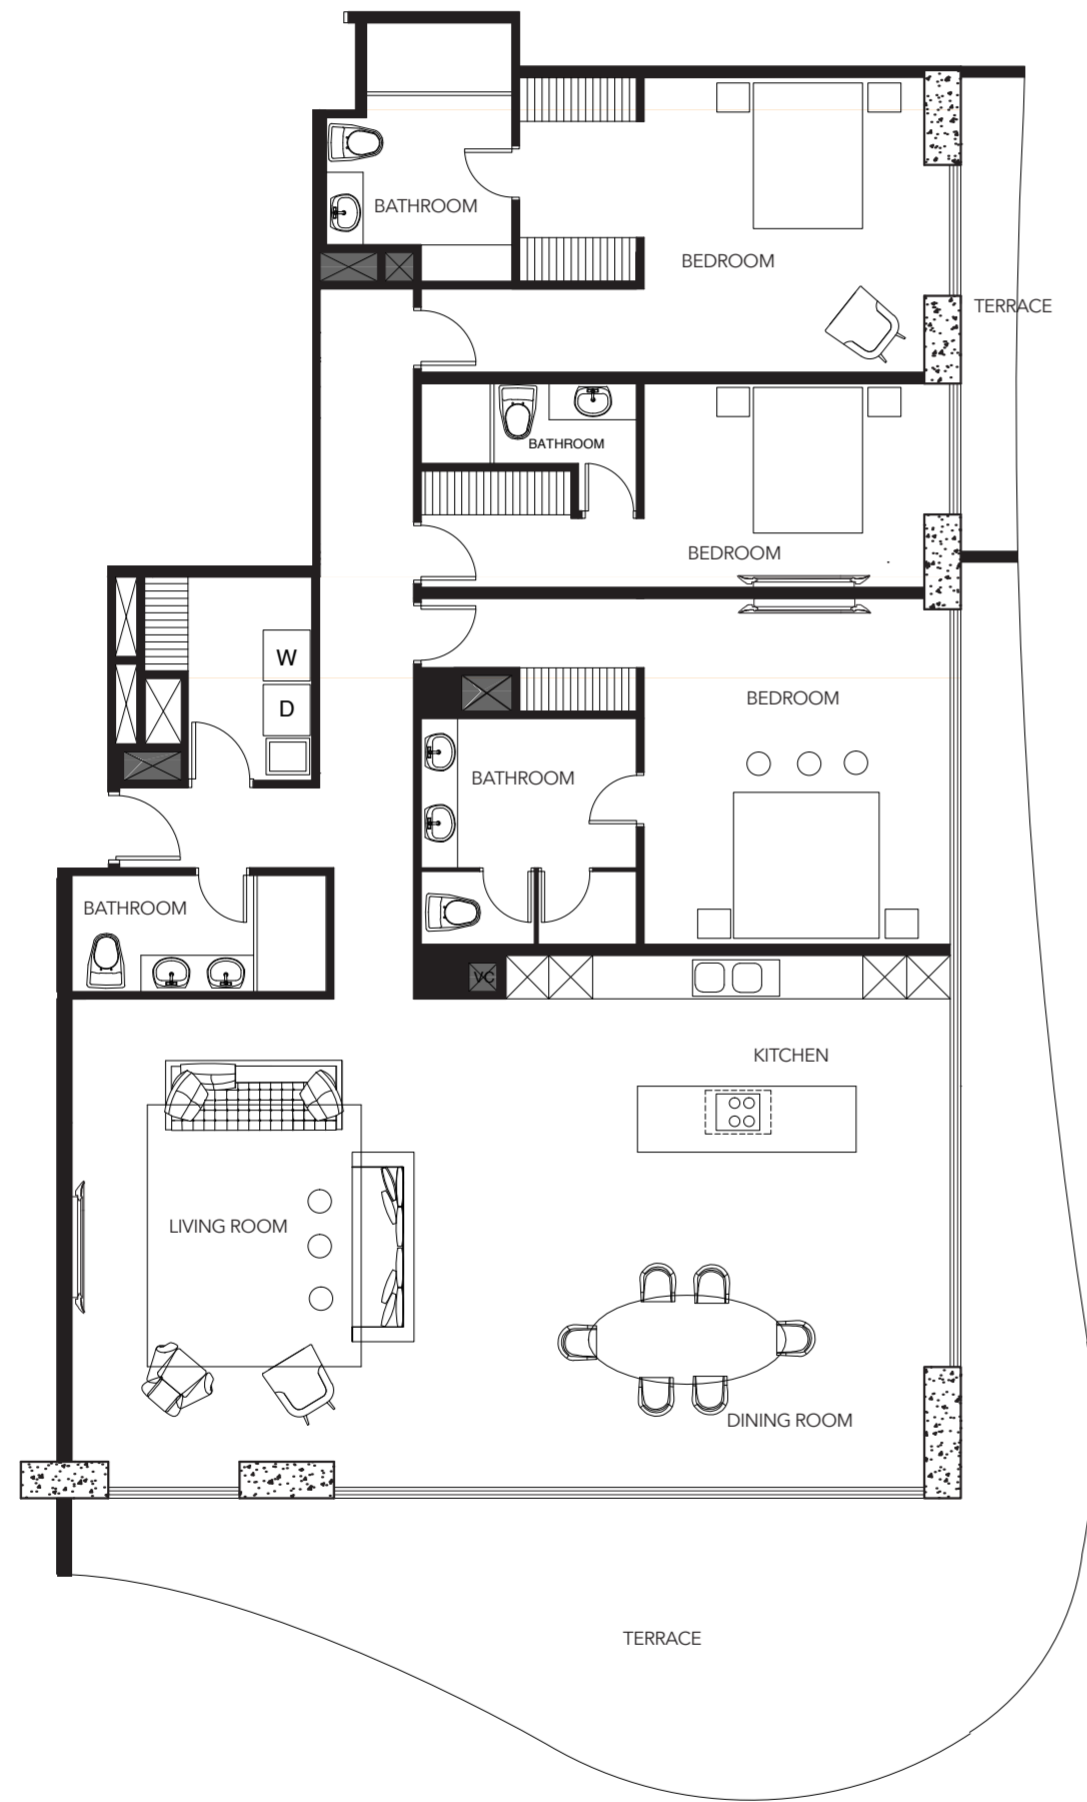 BATHROOM
BEDROOM
TERRACE
BATHROOM
BEDROOM
W
D
BEDROOM
BATHROOM
BATHROOM
VC
KITCHEN
LIVING ROOM
DINING ROOM
TERRACE